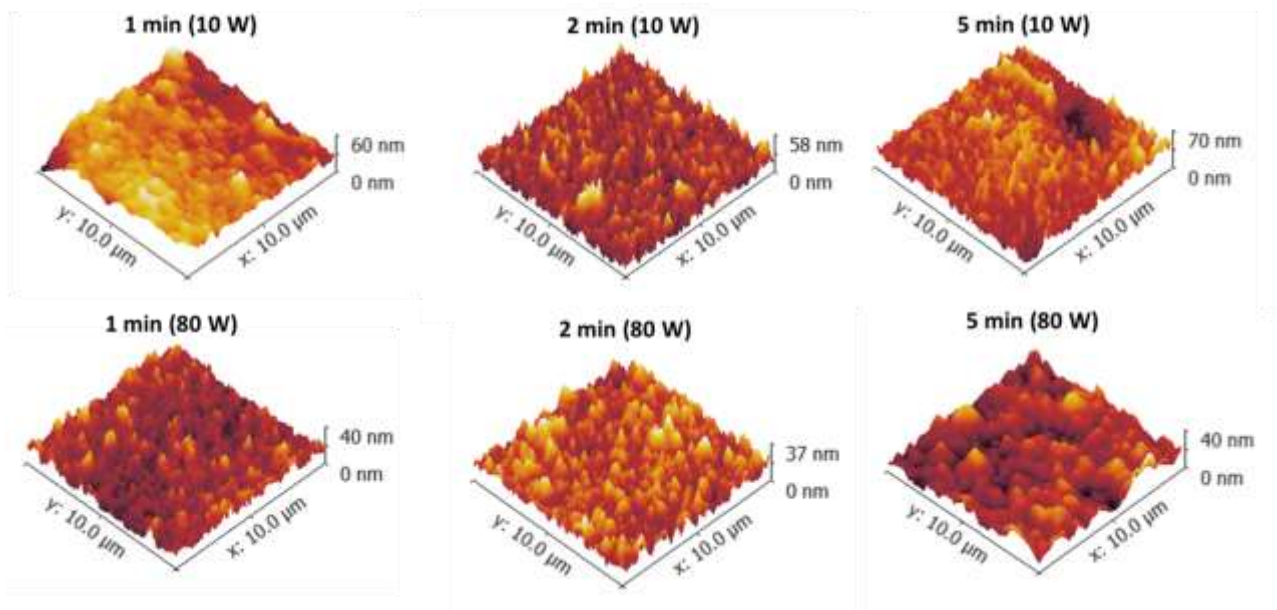 1 min (10 W)
60 nm
0 nm
y: 10.0 µm
x: 10.0 µm
2 min (10 W)
58 nm
0 nm
y: 10.0 µm
x: 10.0 µm
5 min (10 W)
70 nm
0 nm
y: 10.0 µm
x: 10.0 µm
1 min (80 W)
40 nm
0 nm
y: 10.0 µm
x: 10.0 µm
2 min (80 W)
37 nm
0 nm
y: 10.0 µm
x: 10.0 µm
5 min (80 W)
40 nm
0 nm
y: 10.0 µm
x: 10.0 µm